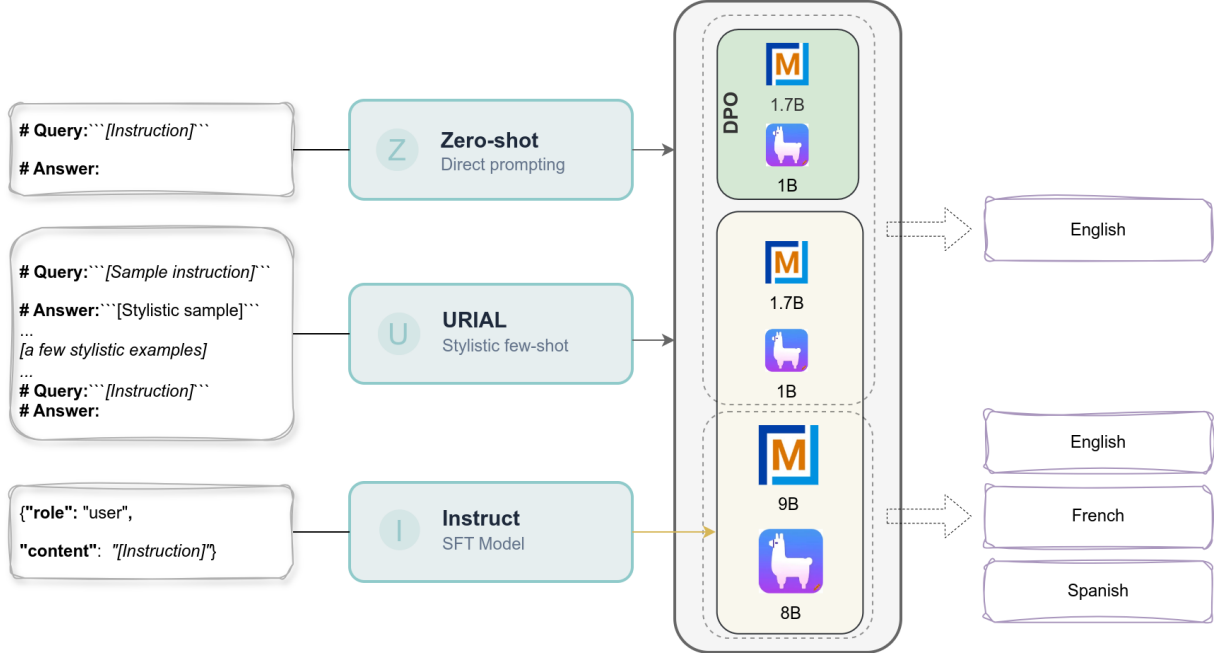 # Query:```[Instruction]```
# Answer:
Z
Zero-shot
Direct prompting
# Query:```[Sample instruction]```
# Answer:```[Stylistic sample]```
...
[a few stylistic examples]
...
# Query:```[Instruction]```
# Answer:
U
URIAL
Stylistic few-shot
{"role": "user",
"content": "[Instruction]"}
I
Instruct
SFT Model
DPO
M
1.7B
1B
M
1.7B
1B
M
9B
8B
English
English
French
Spanish